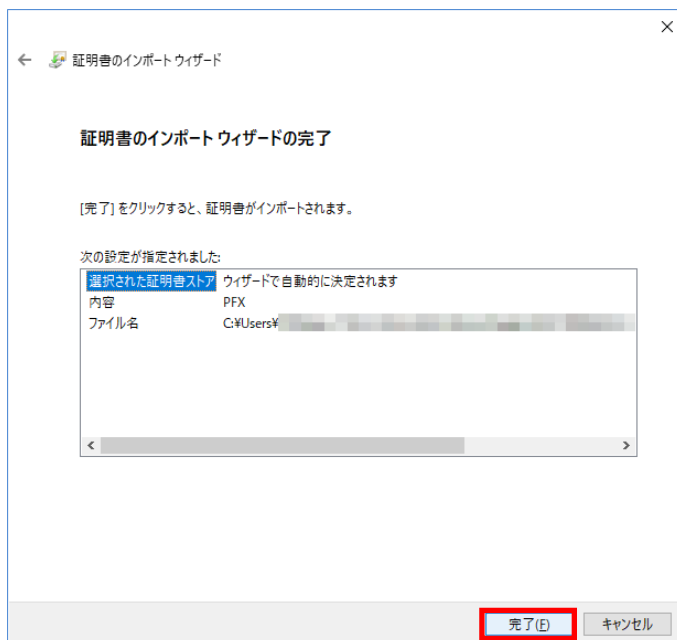 証明書のインポート ウィザード
証明書のインポート ウィザードの完了
[完了] をクリックすると、証明書がインポートされます。
次の設定が指定されました:
選択された証明書ストア ウィザードで自動的に決定されます
内容 PFX
ファイル名 C:¥Users¥
完了(F) キャンセル